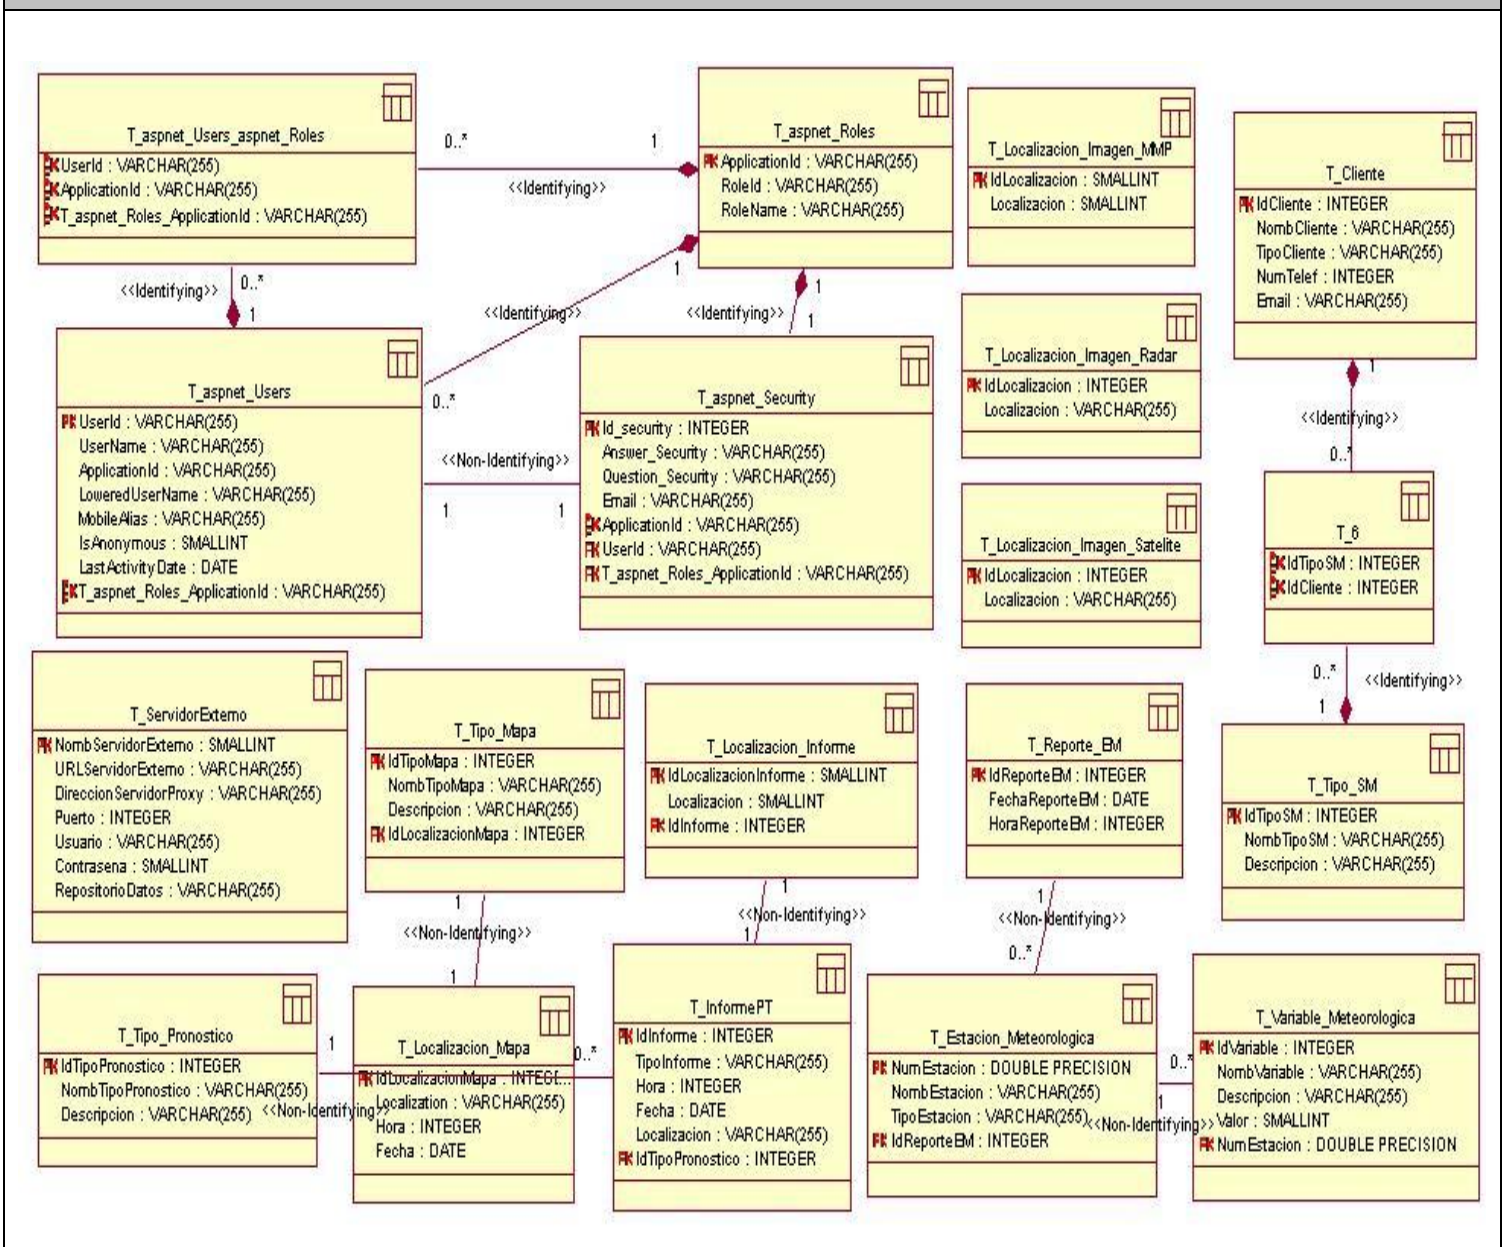 T_aspnet_Users_aspnet_Roles
UserId : VARCHAR(255)
ApplicationId : VARCHAR(255)
T_aspnet_Roles_ApplicationId : VARCHAR(255)
0..*
1
<<Identifying>>
T_aspnet_Roles
PK ApplicationId : VARCHAR(255)
RoleId : VARCHAR(255)
RoleName : VARCHAR(255)
T_Localizacion_Imagen_MMP
PK IdLocalizacion : SMALLINT
Localizacion : SMALLINT
T_Cliente
PK IdCliente : INTEGER
NombCliente : VARCHAR(255)
TipoCliente : VARCHAR(255)
NumTelef : INTEGER
Email : VARCHAR(255)
<<Identifying>>
0..*
1
<<Identifying>>
1
0..*
<<Identifying>>
1
1
T_aspnet_Users
PK UserId : VARCHAR(255)
UserName : VARCHAR(255)
ApplicationId : VARCHAR(255)
LoweredUserName : VARCHAR(255)
MobileAlias : VARCHAR(255)
IsAnonymous : SMALLINT
LastActivityDate : DATE
T_aspnet_Roles_ApplicationId : VARCHAR(255)
<<Non-Identifying>>
1
1
T_aspnet_Security
PK Id_security : INTEGER
Answer_Security : VARCHAR(255)
Question_Security : VARCHAR(255)
Email : VARCHAR(255)
ApplicationId : VARCHAR(255)
FK UserId : VARCHAR(255)
FK T_aspnet_Roles_ApplicationId : VARCHAR(255)
T_Localizacion_Imagen_Radar
PK IdLocalizacion : INTEGER
Localizacion : VARCHAR(255)
T_Localizacion_Imagen_Satelite
PK IdLocalizacion : INTEGER
Localizacion : VARCHAR(255)
1
<<Identifying>>
0..*
T_6
IdTipoSM : INTEGER
IdCliente : INTEGER
0..*
<<Identifying>>
1
T_ServidorExterno
PK NombServidorExterno : SMALLINT
URLServidorExterno : VARCHAR(255)
DireccionServidorProxy : VARCHAR(255)
Puerto : INTEGER
Usuario : VARCHAR(255)
Contrasena : SMALLINT
RepositorioDatos : VARCHAR(255)
T_Tipo_Mapa
PK IdTipoMapa : INTEGER
NombTipoMapa : VARCHAR(255)
Descripcion : VARCHAR(255)
FK IdLocalizacionMapa : INTEGER
T_Localizacion_Informe
PK IdLocalizacionInforme : SMALLINT
Localizacion : SMALLINT
FK IdInforme : INTEGER
T_Reporte_EM
PK IdReporteEM : INTEGER
FechaReporteEM : DATE
HoraReporteEM : INTEGER
T_Tipo_SM
PK IdTipoSM : INTEGER
NombTipoSM : VARCHAR(255)
Descripcion : VARCHAR(255)
1
<<Non-Identifying>>
1
1
<<Non-Identifying>>
1
1
<<Non-Identifying>>
0..*
T_Tipo_Pronostico
PK IdTipoPronostico : INTEGER
NombTipoPronostico : VARCHAR(255)
Descripcion : VARCHAR(255)
1
<<Non-Identifying>>
0..*
T_Localizacion_Mapa
PK IdLocalizacionMapa : INTEG...
Localization : VARCHAR(255)
Hora : INTEGER
Fecha : DATE
T_InformePT
PK IdInforme : INTEGER
TipoInforme : VARCHAR(255)
Hora : INTEGER
Fecha : DATE
Localizacion : VARCHAR(255)
FK IdTipoPronostico : INTEGER
T_Estacion_Meteorologica
PK NumEstacion : DOUBLE PRECISION
NombEstacion : VARCHAR(255)
TipoEstacion : VARCHAR(255)
FK IdReporteEM : INTEGER
0..*
1
<<Non-Identifying>>
T_Variable_Meteorologica
PK IdVariable : INTEGER
NombVariable : VARCHAR(255)
Descripcion : VARCHAR(255)
Valor : SMALLINT
FK NumEstacion : DOUBLE PRECISION